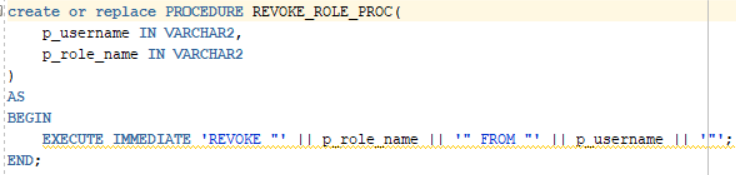 create or replace PROCEDURE REVOKE_ROLE_PROC(
    p_username IN VARCHAR2,
    p_role_name IN VARCHAR2
)
AS
BEGIN
    EXECUTE IMMEDIATE 'REVOKE "' || p_role_name || '" FROM "' || p_username || '"';
END;